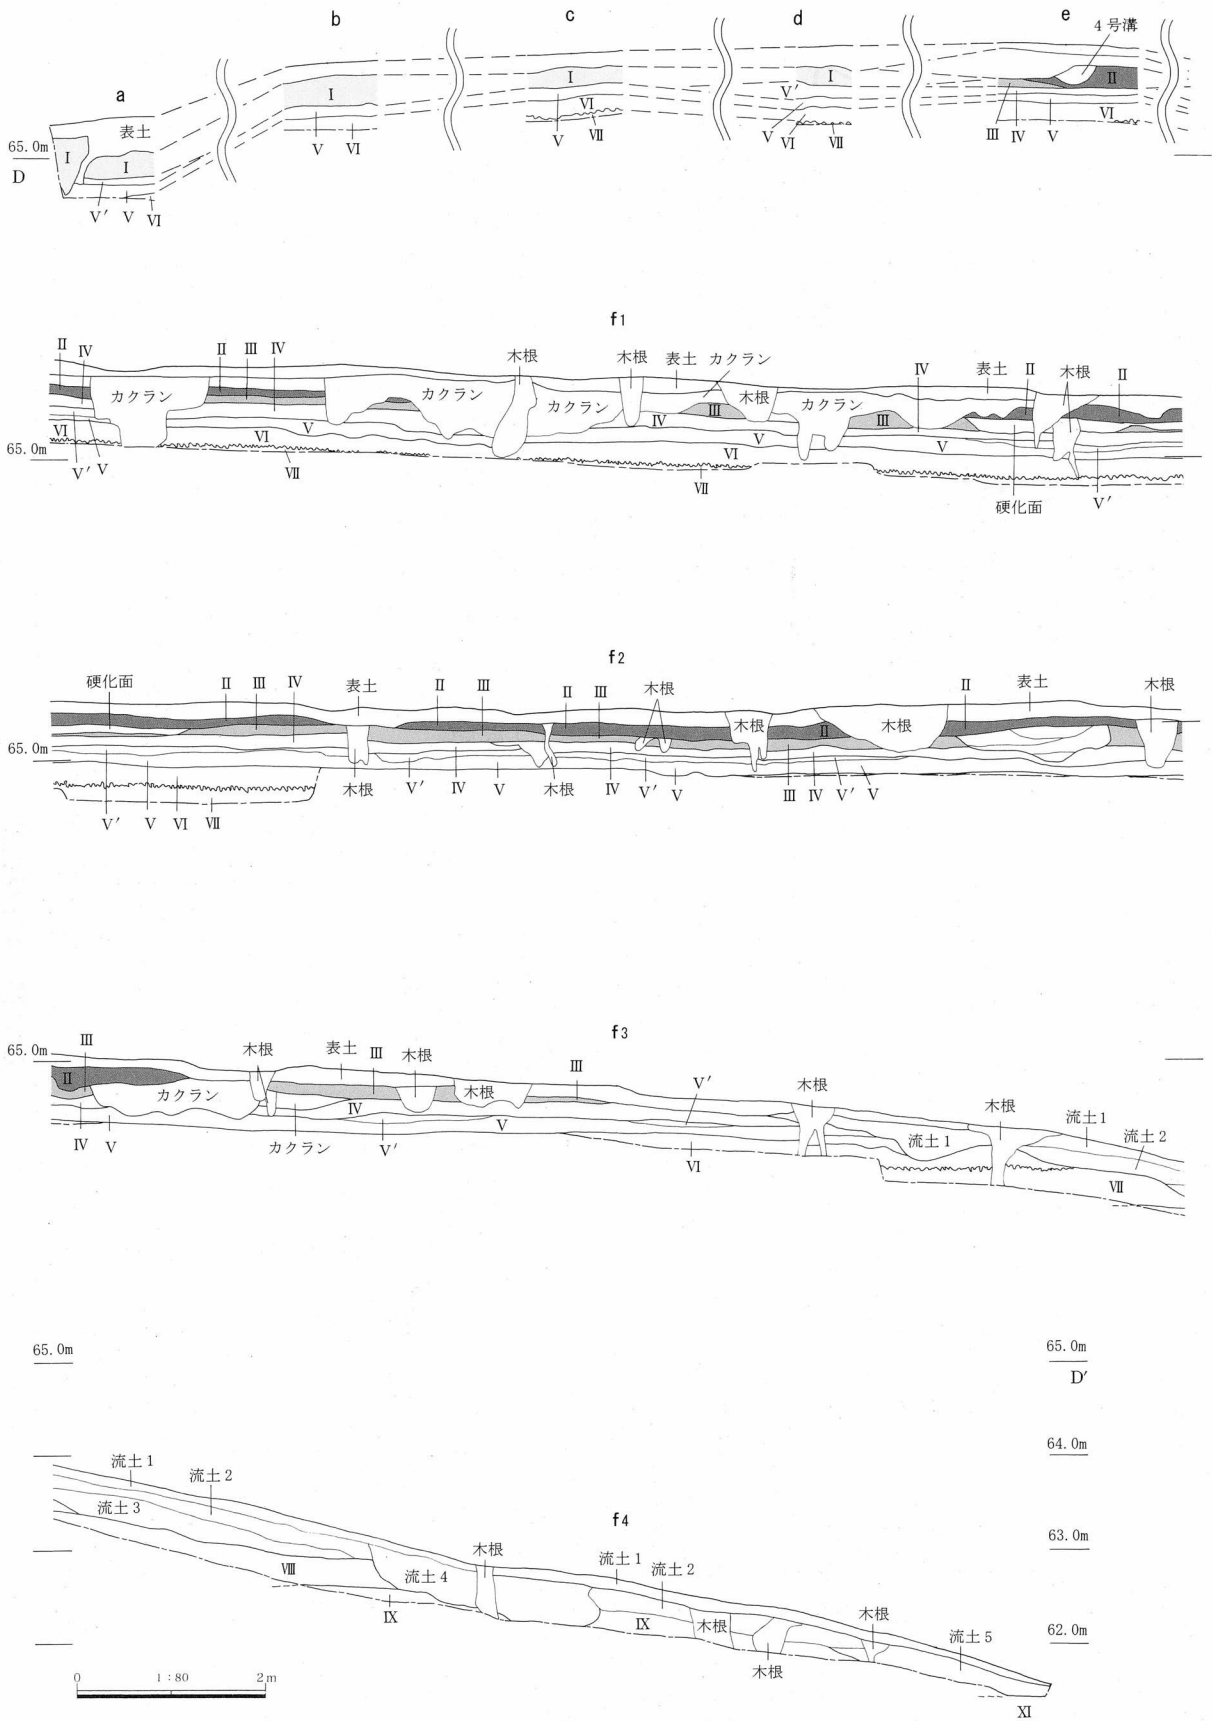 b c d e
4号溝
a
I I I II
表土
V′ VI
65.0m I I
D
V VI V VII V VI VII III IV V VI
V′ V VI
f1
II IV II III IV 木根 木根 表土 カクラン IV 表土 II 木根 II
カクラン カクラン カクラン III 木根 カクラン III
IV
VI V VI V VI V
65.0m
V′ V VII VII 硬化面 V′
f2
硬化面 II III IV 表土 II III II III 木根 II 表土 木根
木根 II 木根
65.0m
木根 V′ IV V 木根 IV V′ V III IV V′ V
V′ V VI VII
f3
65.0m III 木根 表土 III 木根 III
II カクラン 木根 V′ 木根 木根 流土1
IV V IV V 流土1 流土2
カクラン V′ VI VII
65.0m 65.0m
D′
64.0m
流土1 流土2
流土3
f4
63.0m
木根 流土1 流土2
VIII 流土4
IX IX 木根 木根 流土5 62.0m
木根
0 1:80 2m
XI